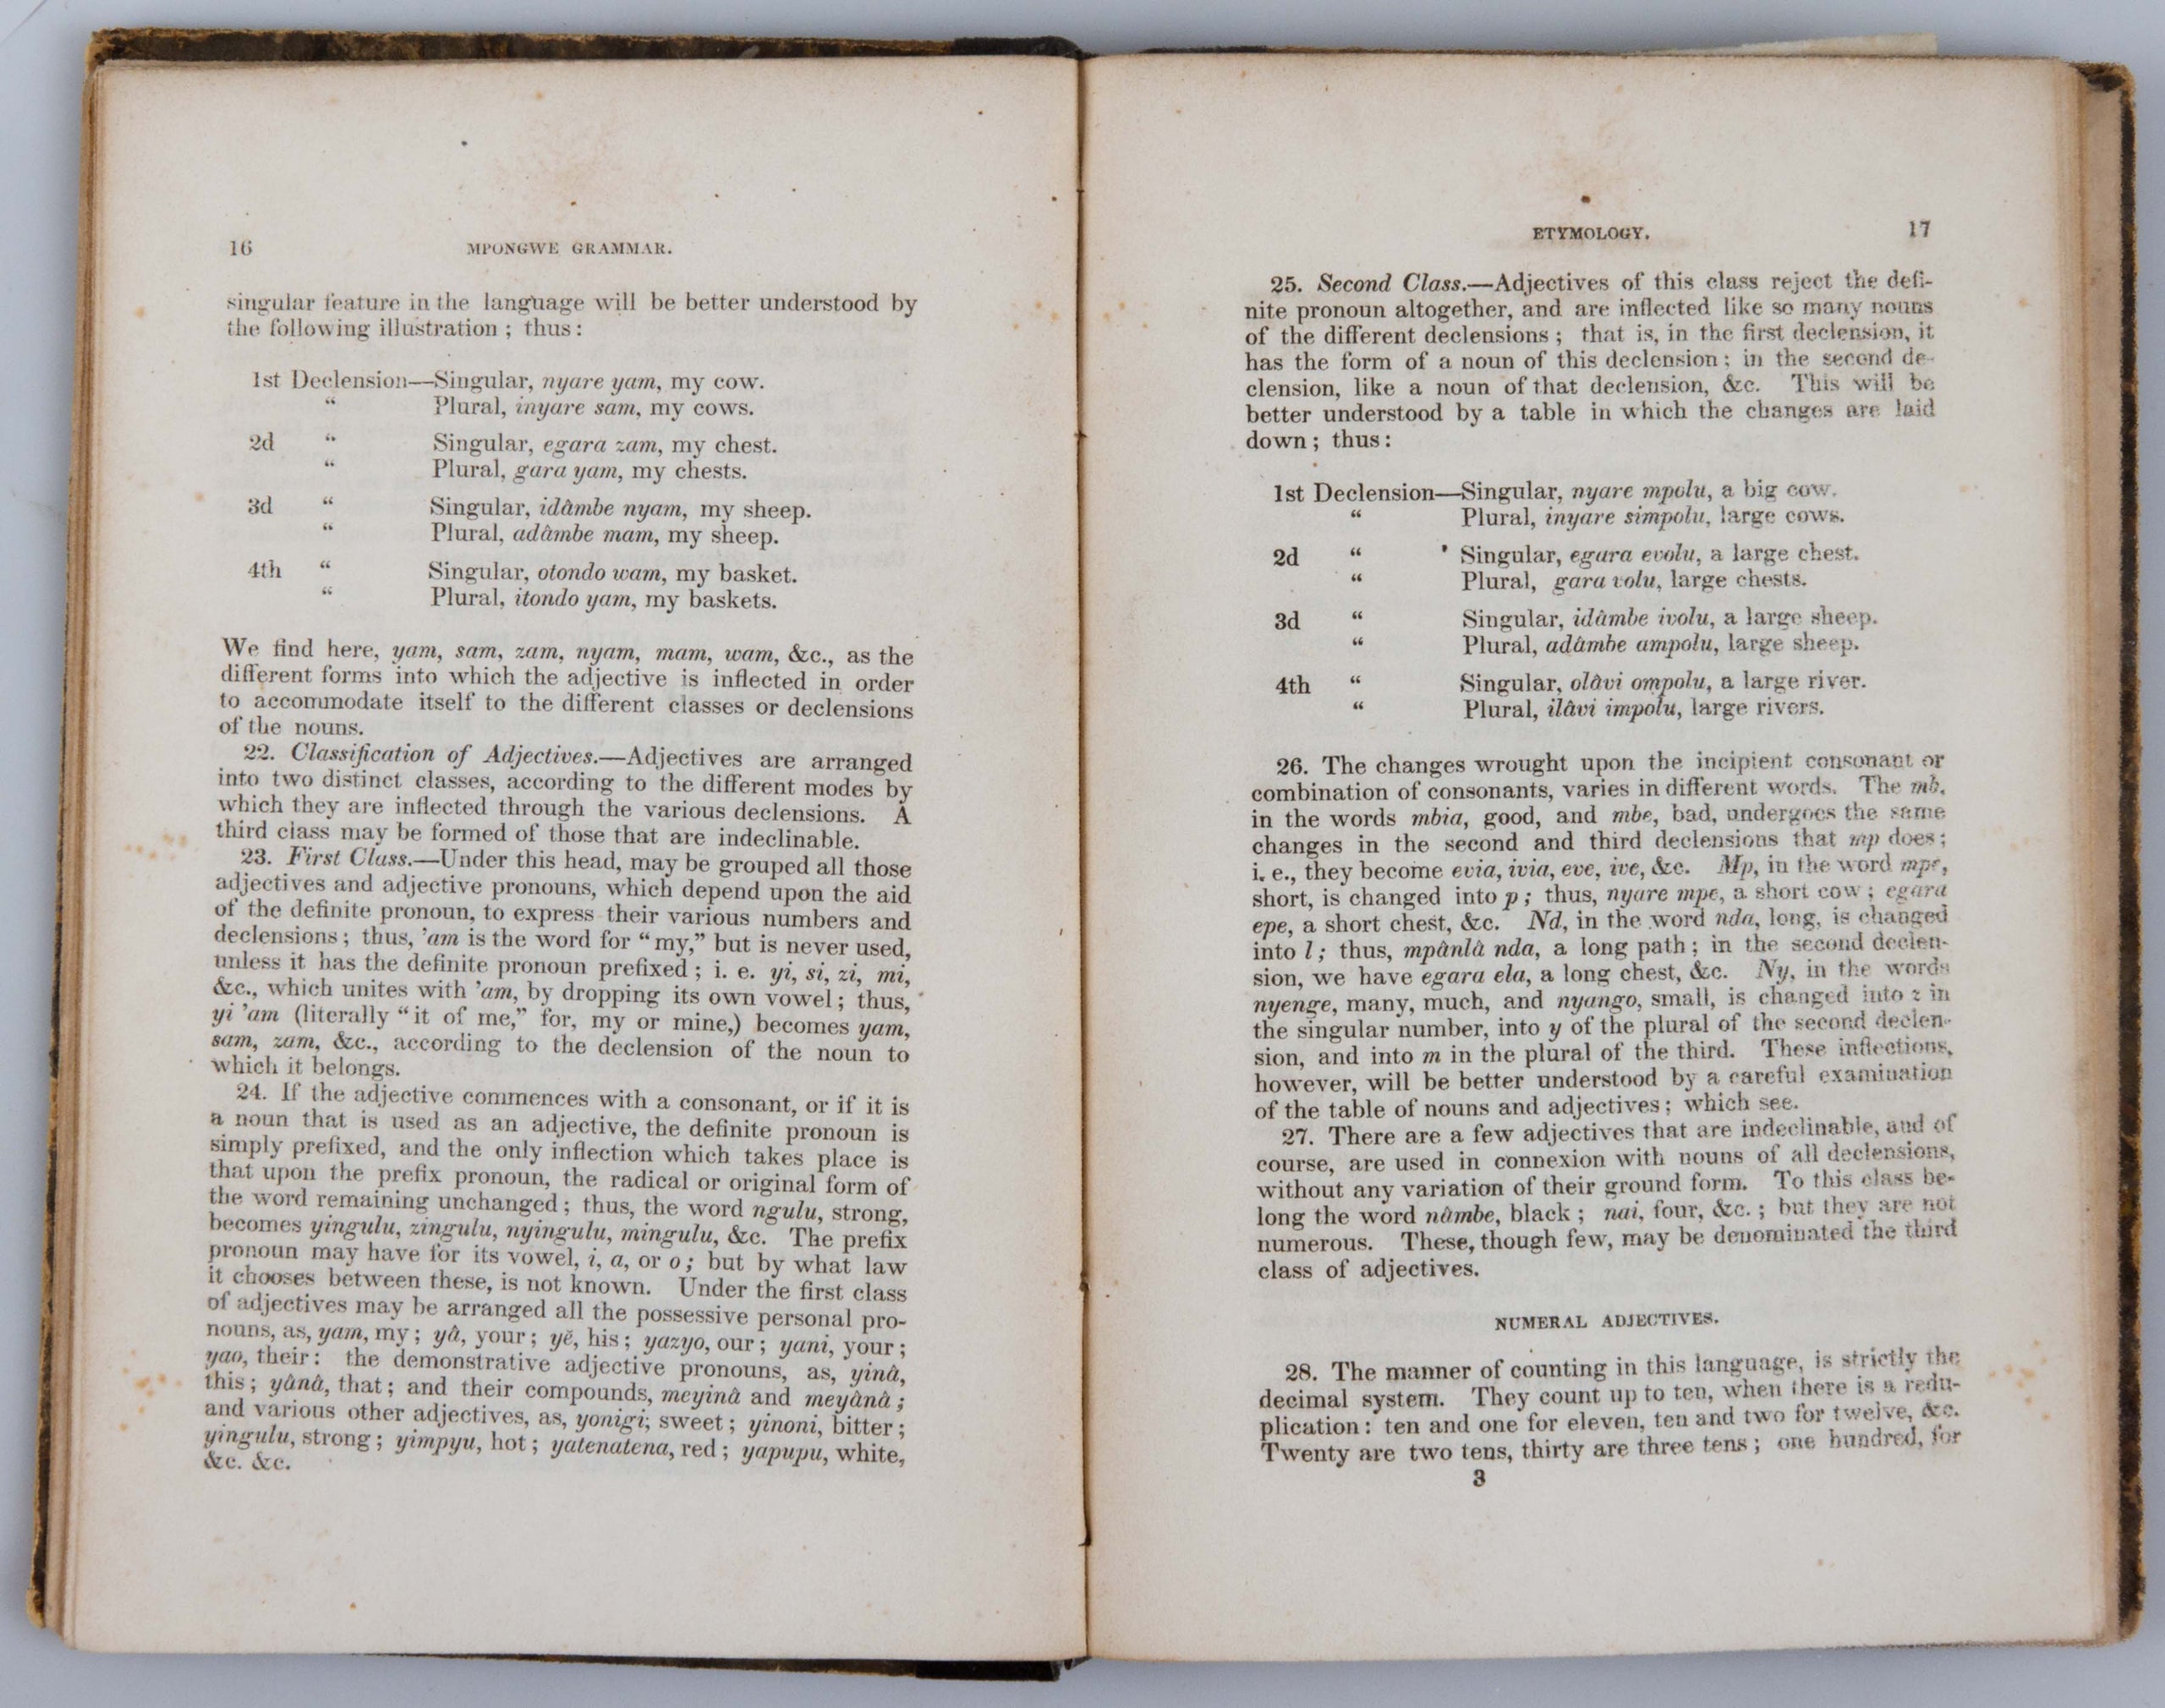 16 MPONGWE GRAMMAR.
singular feature in the language will be better understood by
the following illustration ; thus :
1st Declension—Singular, nyare yam, my cow.
“ Plural, inyare sam, my cows.
2d “ Singular, egara zam, my chest.
“ Plural, gara yam, my chests.
3d “ Singular, idâmbe nyam, my sheep.
“ Plural, adâmbe mam, my sheep.
4th “ Singular, otondo wam, my basket.
“ Plural, itondo yam, my baskets.
We find here, yam, sam, zam, nyam, mam, wam, &c., as the
different forms into which the adjective is inflected in order
to accommodate itself to the different classes or declensions
of the nouns.
22. Classification of Adjectives.—Adjectives are arranged
into two distinct classes, according to the different modes by
which they are inflected through the various declensions. A
third class may be formed of those that are indeclinable.
23. First Class.—Under this head, may be grouped all those
adjectives and adjective pronouns, which depend upon the aid
of the definite pronoun, to express their various numbers and
declensions ; thus, ’am is the word for “my,” but is never used,
unless it has the definite pronoun prefixed ; i. e. yi, si, zi, mi,
&c., which unites with ’am, by dropping its own vowel ; thus,
yi ’am (literally “it of me,” for, my or mine,) becomes yam,
sam, zam, &c., according to the declension of the noun to
which it belongs.
24. If the adjective commences with a consonant, or if it is
a noun that is used as an adjective, the definite pronoun is
simply prefixed, and the only inflection which takes place is
that upon the prefix pronoun, the radical or original form of
the word remaining unchanged ; thus, the word ngulu, strong,
becomes yingulu, zingulu, nyingulu, mingulu, &c. The prefix
pronoun may have for its vowel, i, a, or o ; but by what law
it chooses between these, is not known. Under the first class
of adjectives may be arranged all the possessive personal pro-
nouns, as, yam, my ; yâ, your ; yĕ, his ; yazyo, our ; yani, your ;
yao, their : the demonstrative adjective pronouns, as, yinâ,
this ; yânâ, that ; and their compounds, meyinâ and meyânâ ;
and various other adjectives, as, yonigi; sweet ; yinoni, bitter ;
yingulu, strong ; yimpyu, hot ; yatenatena, red ; yapupu, white,
&c. &c.
ETYMOLOGY. 17
25. Second Class.—Adjectives of this class reject the defi-
nite pronoun altogether, and are inflected like so many nouns
of the different declensions ; that is, in the first declension, it
has the form of a noun of this declension ; in the second de-
clension, like a noun of that declension, &c. This will be
better understood by a table in which the changes are laid
down ; thus :
1st Declension—Singular, nyare mpolu, a big cow.
“ Plural, inyare simpolu, large cows.
2d “ Singular, egara evolu, a large chest.
“ Plural, gara volu, large chests.
3d “ Singular, idâmbe ivolu, a large sheep.
“ Plural, adâmbe ampolu, large sheep.
4th “ Singular, olâvi ompolu, a large river.
“ Plural, ilâvi impolu, large rivers.
26. The changes wrought upon the incipient consonant or
combination of consonants, varies in different words. The mb,
in the words mbia, good, and mbe, bad, undergoes the same
changes in the second and third declensions that mp does ;
i. e., they become evia, ivia, eve, ive, &c. Mp, in the word mpe,
short, is changed into p ; thus, nyare mpe, a short cow ; egara
epe, a short chest, &c. Nd, in the word nda, long, is changed
into l ; thus, mpânlâ nda, a long path ; in the second declen-
sion, we have egara ela, a long chest, &c. Ny, in the words
nyenge, many, much, and nyango, small, is changed into z in
the singular number, into y of the plural of the second declen-
sion, and into m in the plural of the third. These inflections,
however, will be better understood by a careful examination
of the table of nouns and adjectives ; which see.
27. There are a few adjectives that are indeclinable, and of
course, are used in connexion with nouns of all declensions,
without any variation of their ground form. To this class be-
long the word nâmbe, black ; nai, four, &c. ; but they are not
numerous. These, though few, may be denominated the third
class of adjectives.
NUMERAL ADJECTIVES.
28. The manner of counting in this language, is strictly the
decimal system. They count up to ten, when there is a redu-
plication : ten and one for eleven, ten and two for twelve, &c.
Twenty are two tens, thirty are three tens ; one hundred, for
3